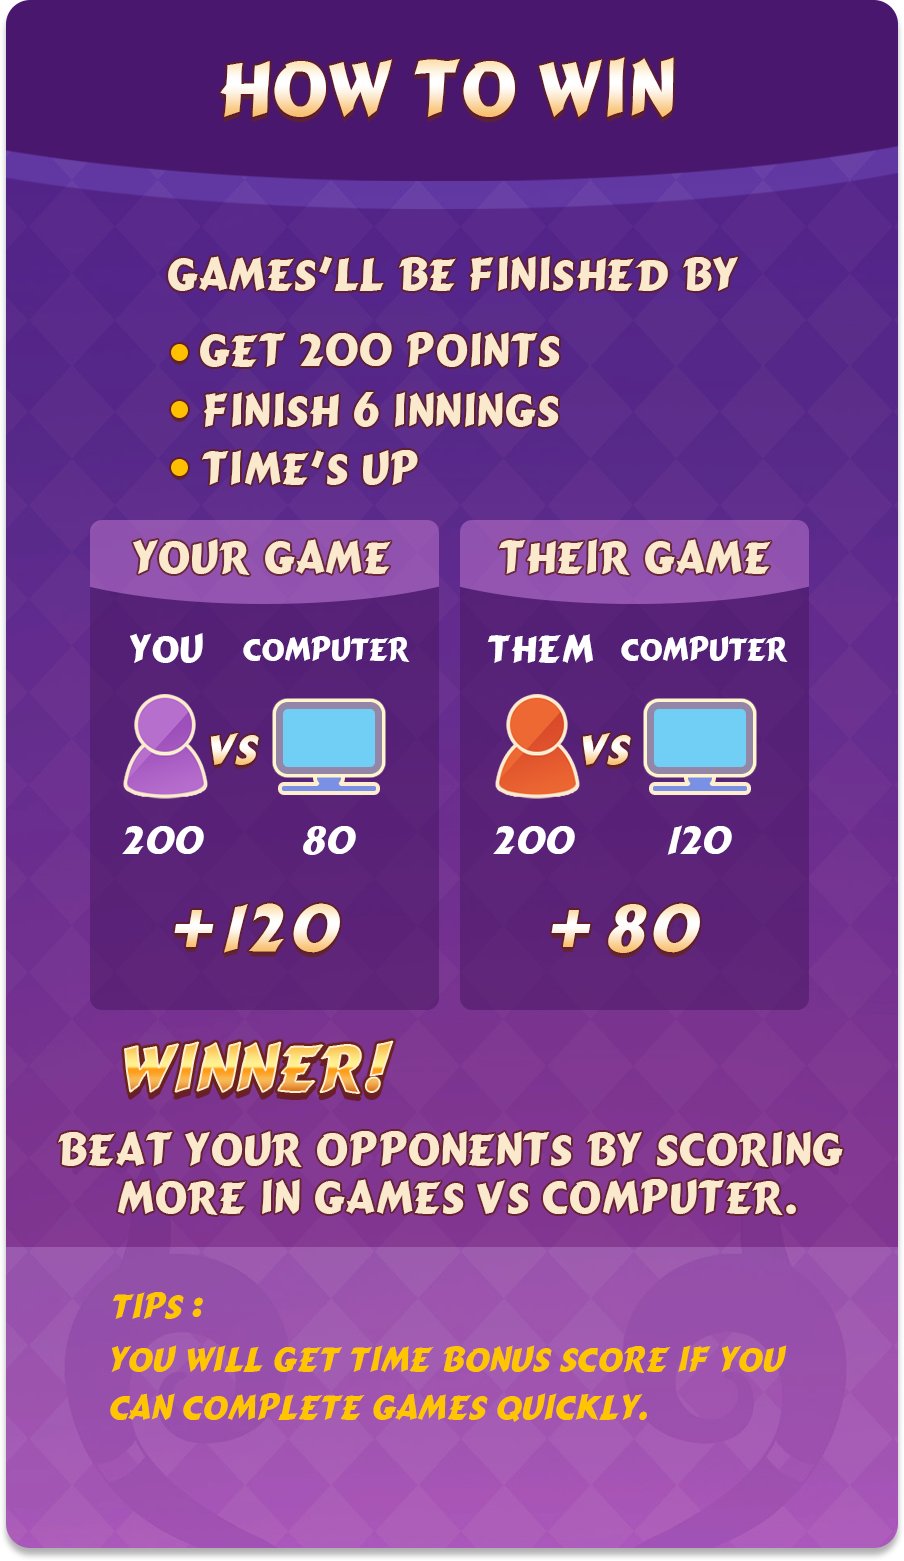 HOW TO WIN
GAMES'LL BE FINISHED BY
• GET 200 POINTS
• FINISH 6 INNINGS
• TIME'S UP
YOUR GAME
YOU COMPUTER
VS
200 80
+120
THEIR GAME
THEM COMPUTER
VS
200 120
+80
WINNER!
BEAT YOUR OPPONENTS BY SCORING
MORE IN GAMES VS COMPUTER.
TIPS :
YOU WILL GET TIME BONUS SCORE IF YOU
CAN COMPLETE GAMES QUICKLY.